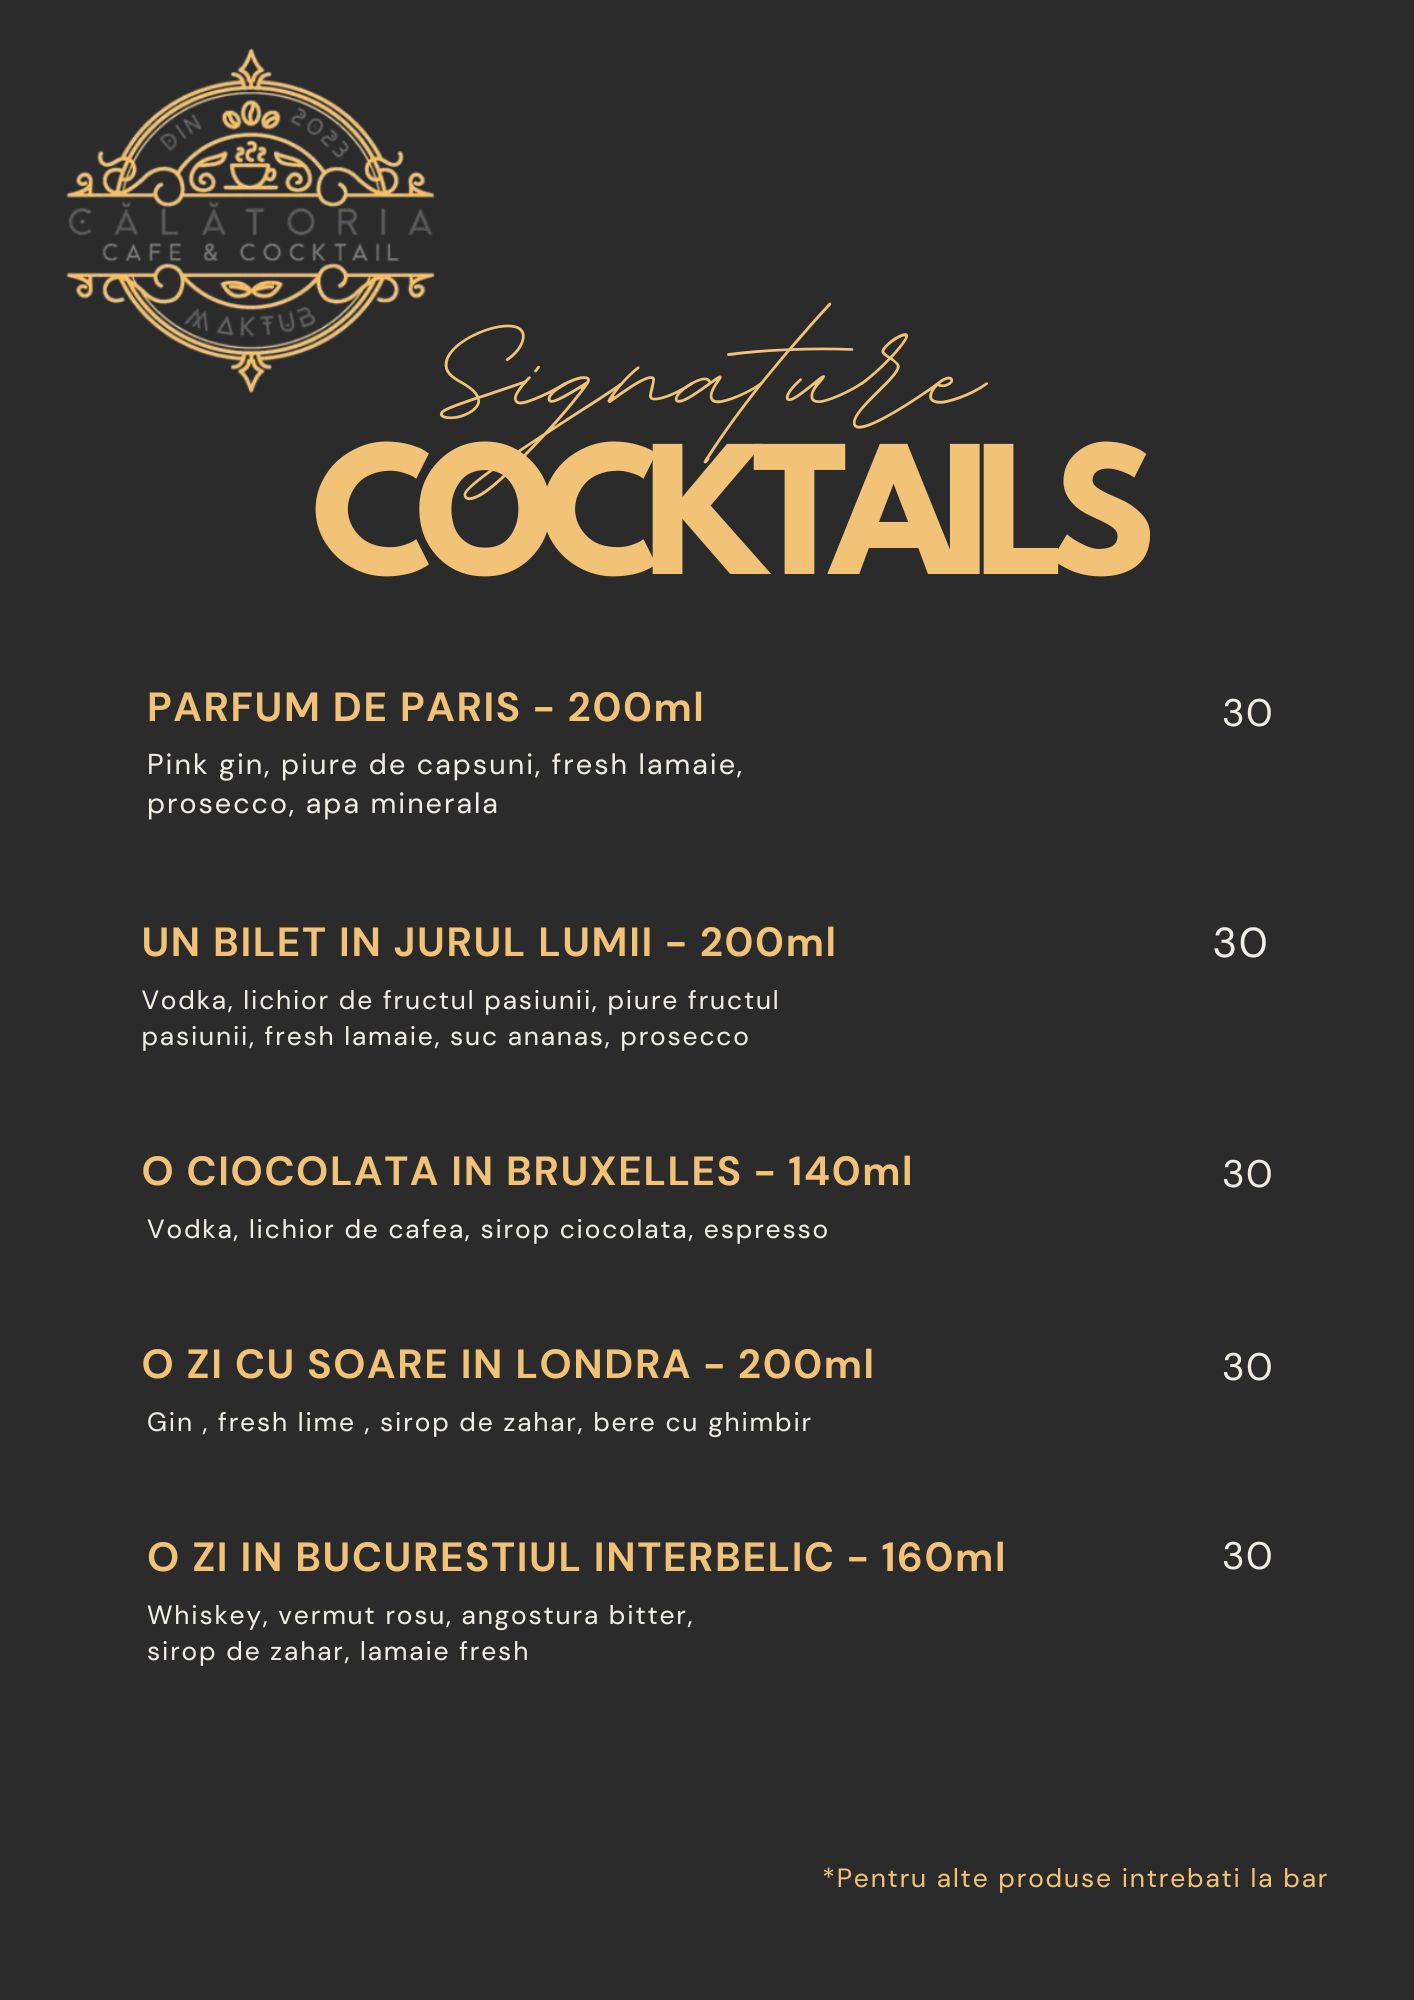 DIN 2023
CĂLĂTORIA
CAFE & COCKTAIL
MAKTUB
Signature
COCKTAILS
PARFUM DE PARIS - 200ml 30
Pink gin, piure de capsuni, fresh lamaie,
prosecco, apa minerala
UN BILET IN JURUL LUMII - 200ml 30
Vodka, lichior de fructul pasiunii, piure fructul
pasiunii, fresh lamaie, suc ananas, prosecco
O CIOCOLATA IN BRUXELLES - 140ml 30
Vodka, lichior de cafea, sirop ciocolata, espresso
O ZI CU SOARE IN LONDRA - 200ml 30
Gin , fresh lime , sirop de zahar, bere cu ghimbir
O ZI IN BUCURESTIUL INTERBELIC - 160ml 30
Whiskey, vermut rosu, angostura bitter,
sirop de zahar, lamaie fresh
*Pentru alte produse intrebati la bar